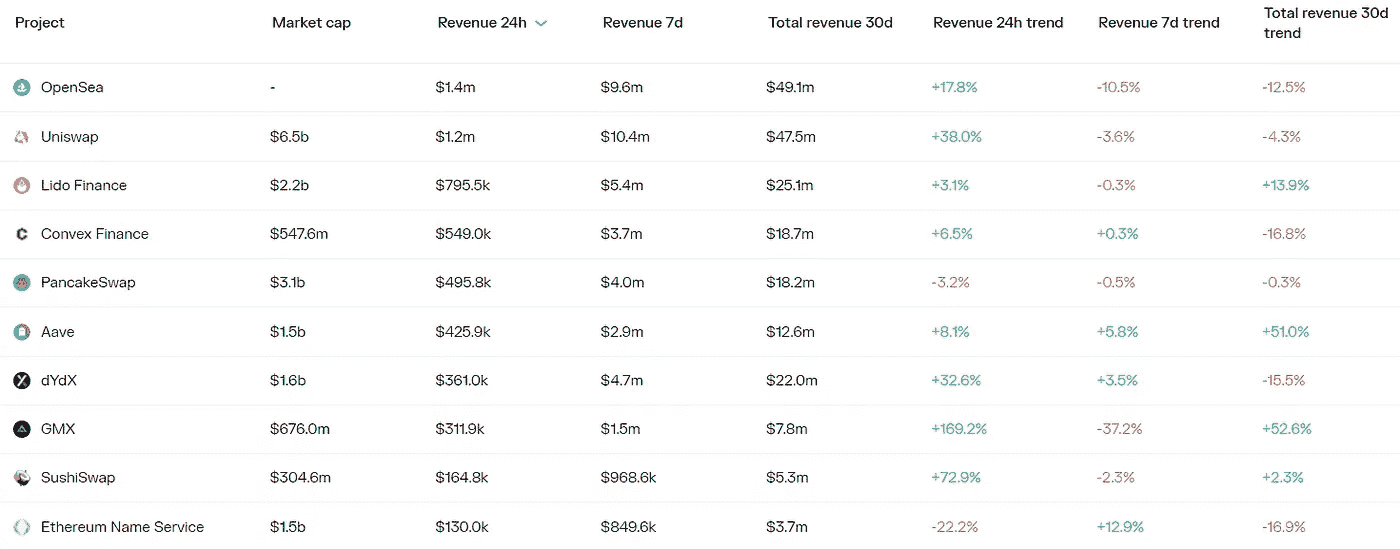 Project Market cap Revenue 24h Revenue 7d Total revenue 30d Revenue 24h trend Revenue 7d trend Total revenue 30d trend
OpenSea - $1.4m $9.6m $49.1m +17.8% -10.5% -12.5%
Uniswap $6.5b $1.2m $10.4m $47.5m +38.0% -3.6% -4.3%
Lido Finance $2.2b $795.5k $5.4m $25.1m +3.1% -0.3% +13.9%
Convex Finance $547.6m $549.0k $3.7m $18.7m +6.5% +0.3% -16.8%
PancakeSwap $3.1b $495.8k $4.0m $18.2m -3.2% -0.5% -0.3%
Aave $1.5b $425.9k $2.9m $12.6m +8.1% +5.8% +51.0%
dYdX $1.6b $361.0k $4.7m $22.0m +32.6% +3.5% -15.5%
GMX $676.0m $311.9k $1.5m $7.8m +169.2% -37.2% +52.6%
SushiSwap $304.6m $164.8k $968.6k $5.3m +72.9% -2.3% +2.3%
Ethereum Name Service $1.5b $130.0k $849.6k $3.7m -22.2% +12.9% -16.9%